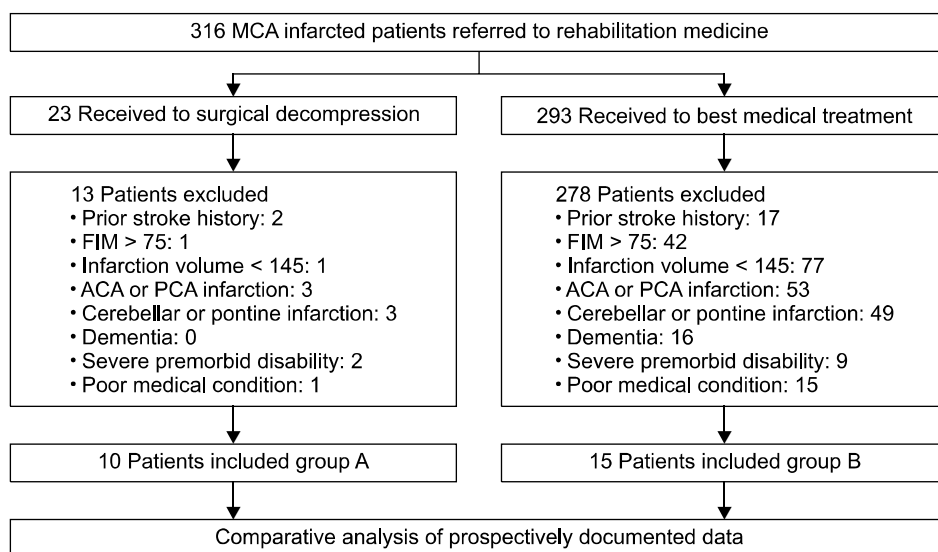 316 MCA infarcted patients referred to rehabilitation medicine
23 Received to surgical decompression
293 Received to best medical treatment
13 Patients excluded
• Prior stroke history: 2
• FIM > 75: 1
• Infarction volume < 145: 1
• ACA or PCA infarction: 3
• Cerebellar or pontine infarction: 3
• Dementia: 0
• Severe premorbid disability: 2
• Poor medical condition: 1
278 Patients excluded
• Prior stroke history: 17
• FIM > 75: 42
• Infarction volume < 145: 77
• ACA or PCA infarction: 53
• Cerebellar or pontine infarction: 49
• Dementia: 16
• Severe premorbid disability: 9
• Poor medical condition: 15
10 Patients included group A
15 Patients included group B
Comparative analysis of prospectively documented data